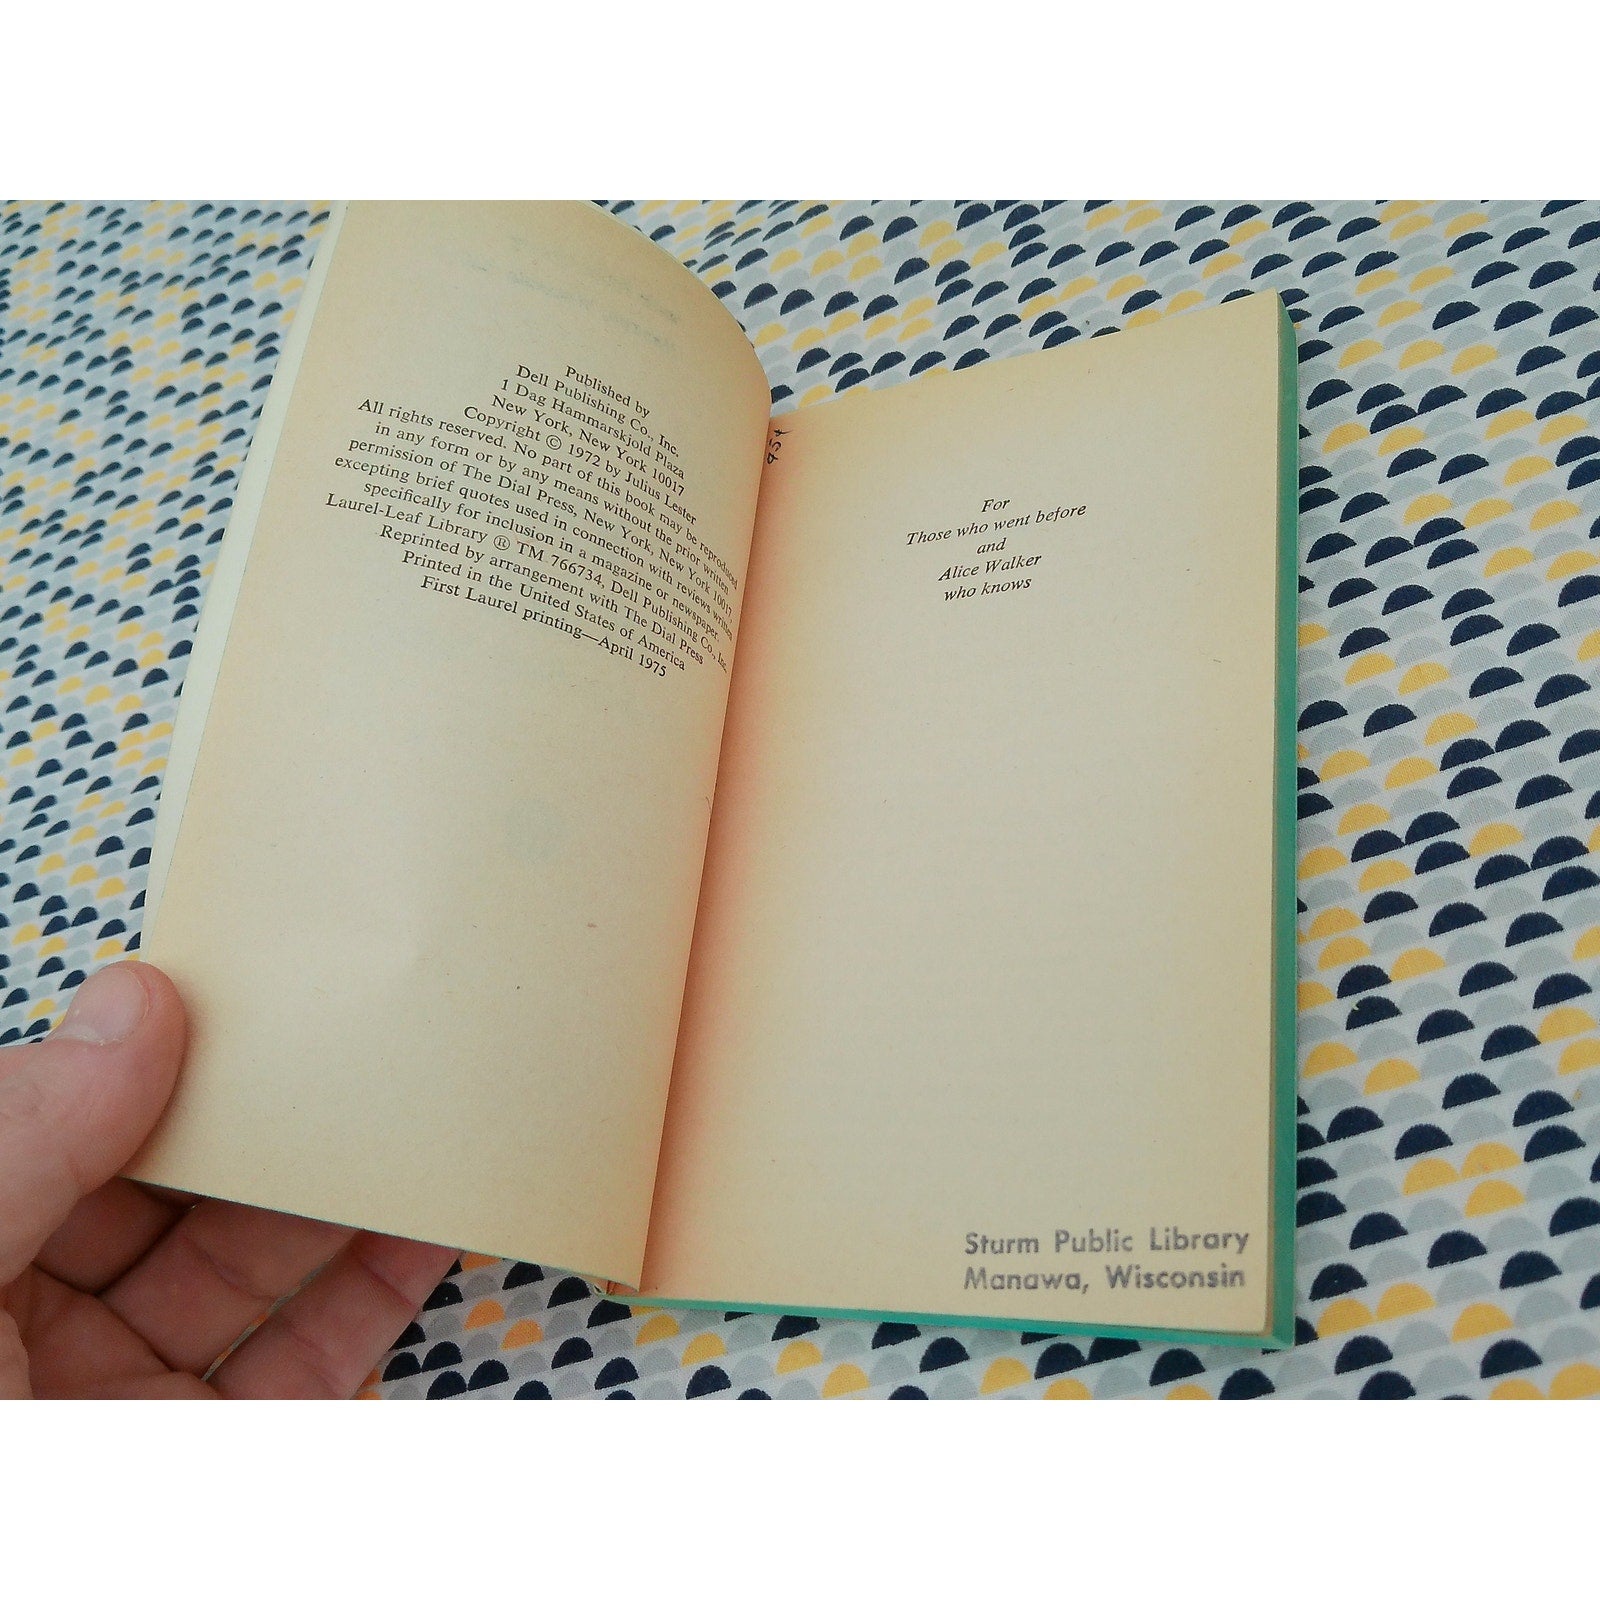 Published by
Dell Publishing Co., Inc.
1 Dag Hammarskjold Plaza
New York, New York 10017
Copyright © 1972 by Julius Lester
All rights reserved. No part of this book may be reproduced
in any form or by any means without the prior written
permission of The Dial Press, New York, New York 10017,
excepting brief quotes used in connection with reviews written
specifically for inclusion in a magazine or newspaper.
Laurel-Leaf Library ® TM 766734, Dell Publishing Co., Inc.
Reprinted by arrangement with The Dial Press
Printed in the United States of America
First Laurel printing—April 1975
For
Those who went before
and
Alice Walker
who knows
Sturm Public Library
Manawa, Wisconsin